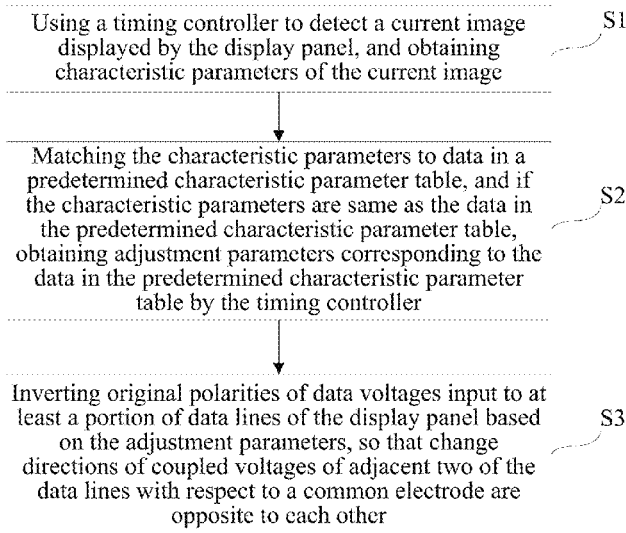 Using a timing controller to detect a current image
displayed by the display panel, and obtaining
characteristic parameters of the current image
S1
Matching the characteristic parameters to data in a
predetermined characteristic parameter table, and if
the characteristic parameters are same as the data in
the predetermined characteristic parameter table,
obtaining adjustment parameters corresponding to the
data in the predetermined characteristic parameter
table by the timing controller
S2
Inverting original polarities of data voltages input to at
least a portion of data lines of the display panel based
on the adjustment parameters, so that change
directions of coupled voltages of adjacent two of the
data lines with respect to a common electrode are
opposite to each other
S3